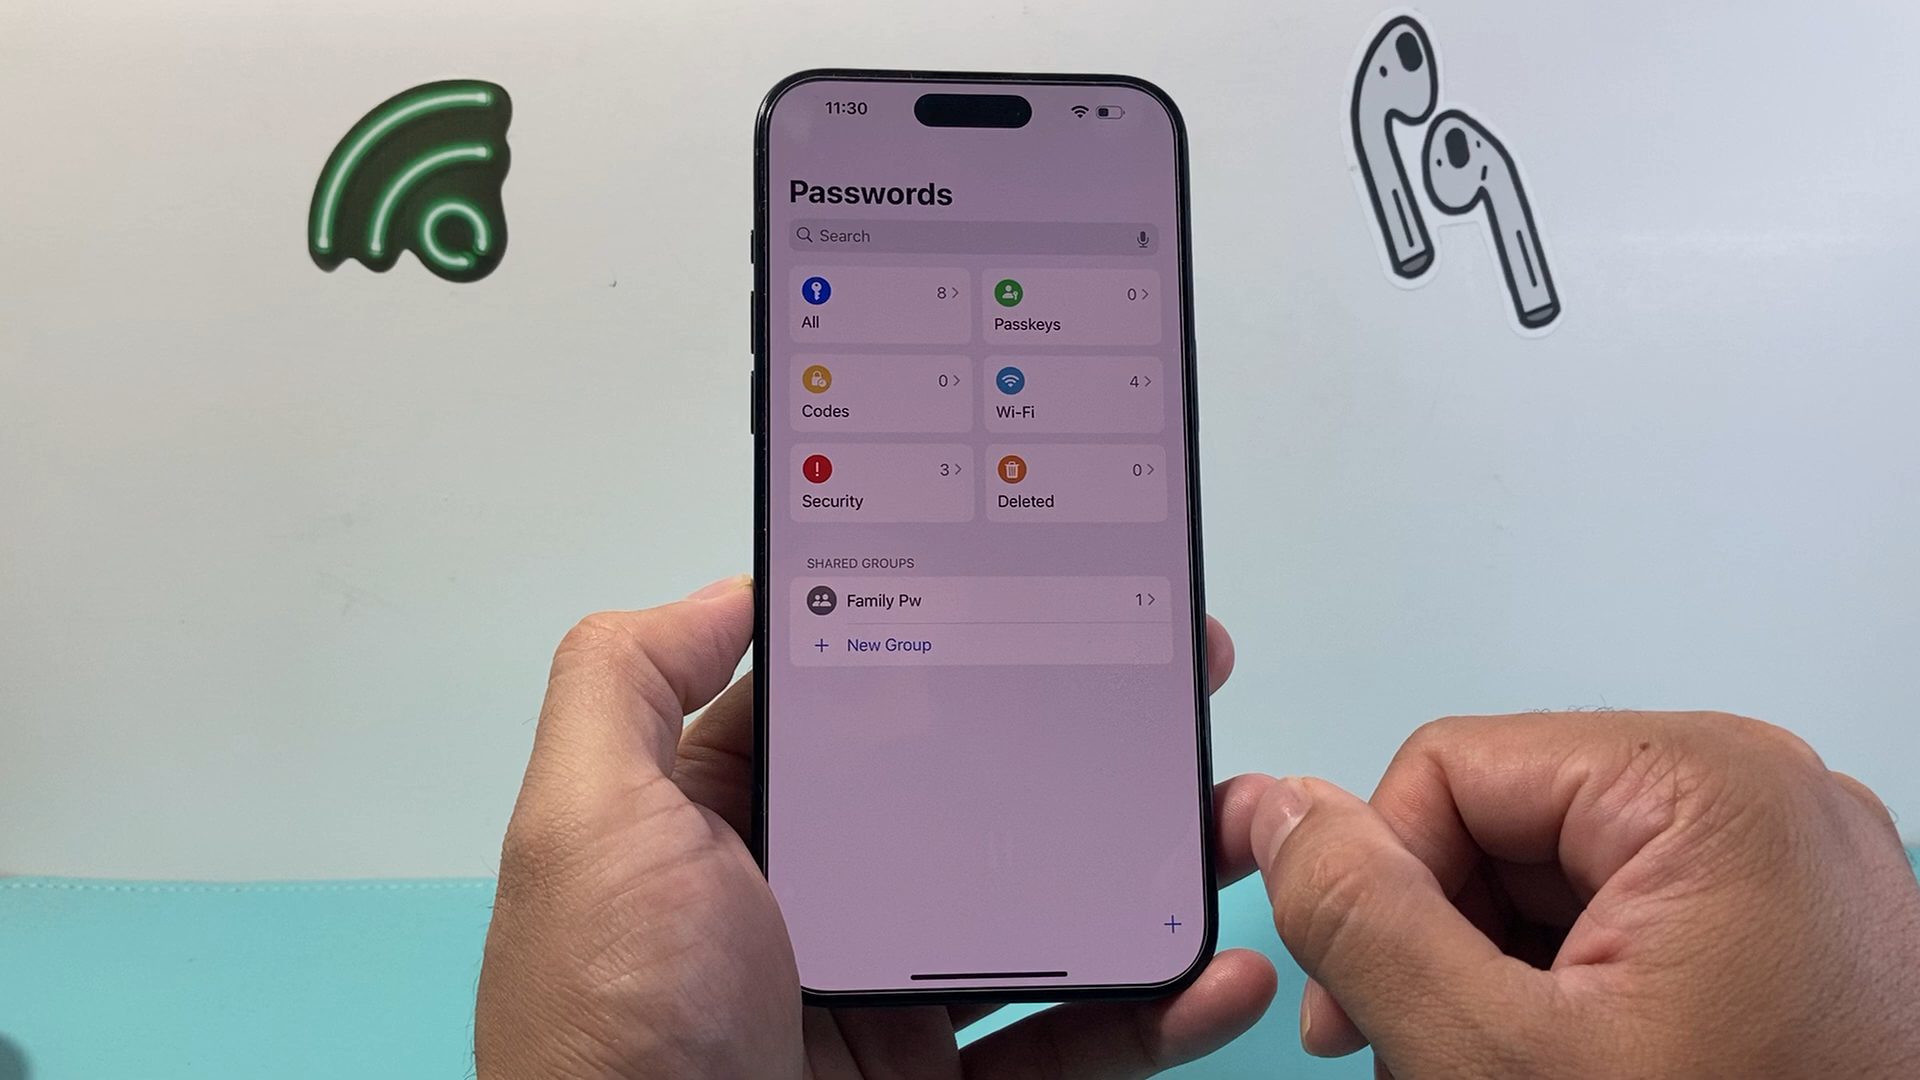 11:30
Passwords
Search
8
All
0
Passkeys
0
Codes
4
Wi-Fi
3
Security
0
Deleted
SHARED GROUPS
Family Pw 1
+ New Group
+